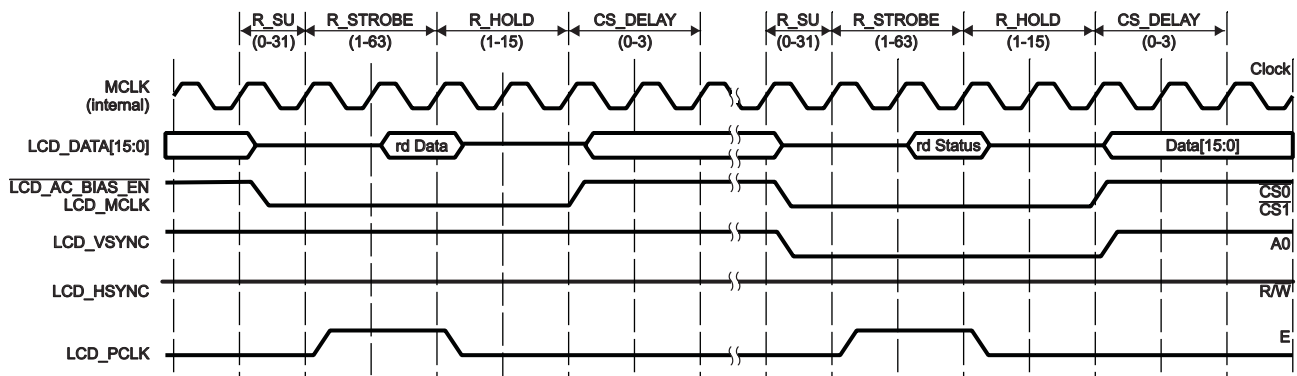 R_SU R_STROBE R_HOLD CS_DELAY R_SU R_STROBE R_HOLD CS_DELAY
(0-31) (1-63) (1-15) (0-3) (0-31) (1-63) (1-15) (0-3)
Clock
MCLK
(internal)
LCD_DATA[15:0] rd Data rd Status Data[15:0]
LCD_AC_BIAS_EN CS0
LCD_MCLK CS1
LCD_VSYNC A0
LCD_HSYNC R/W
LCD_PCLK E